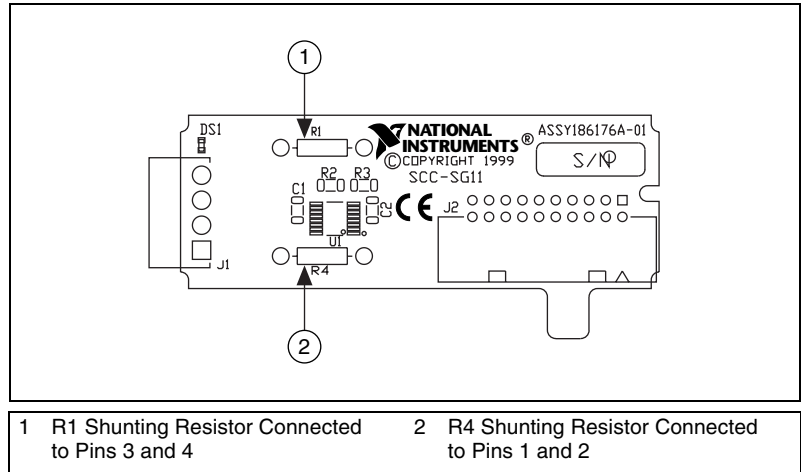 1
DS1
R1
NATIONAL
INSTRUMENTS ®
© COPYRIGHT 1999
SCC-SG11
ASSY186176A-01
S/N
R2 R3
C1
C2
CE
J2
U1
J1
R4
2
1 R1 Shunting Resistor Connected
to Pins 3 and 4
2 R4 Shunting Resistor Connected
to Pins 1 and 2